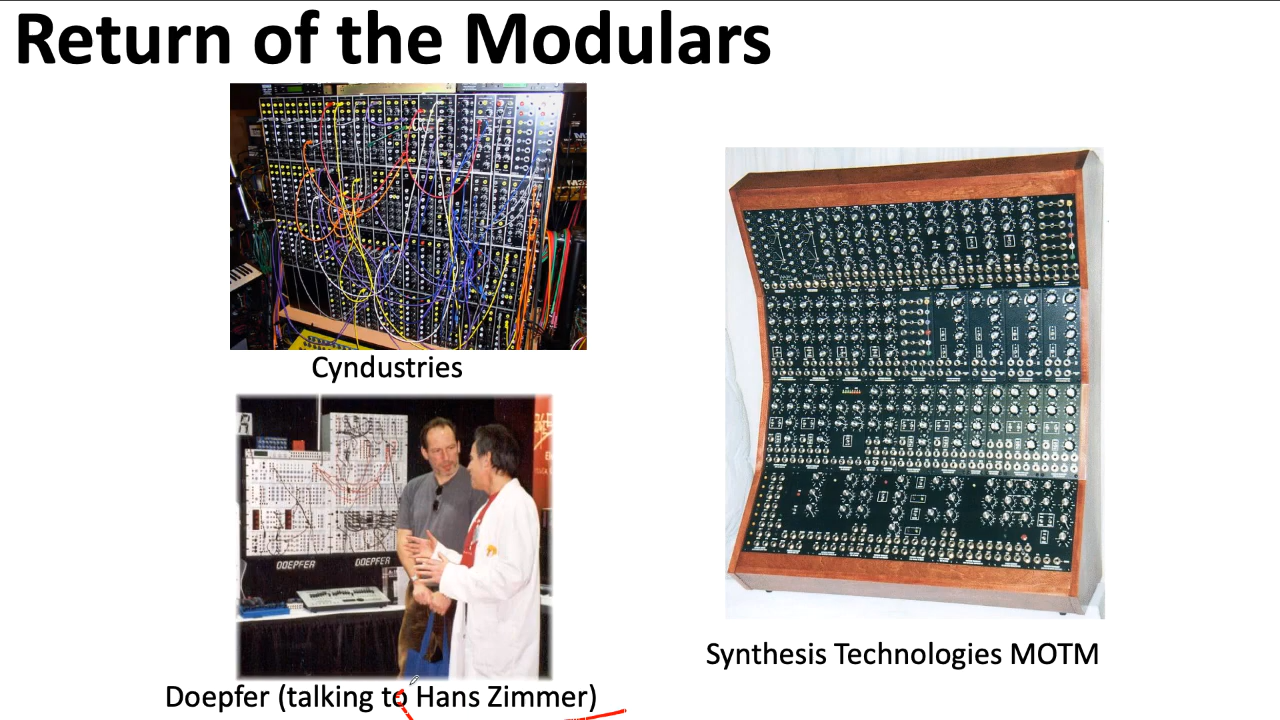 Return of the Modulars
Cyndustries
DOEPFER
DOEPFER
Doepfer (talking to Hans Zimmer)
Synthesis Technologies MOTM